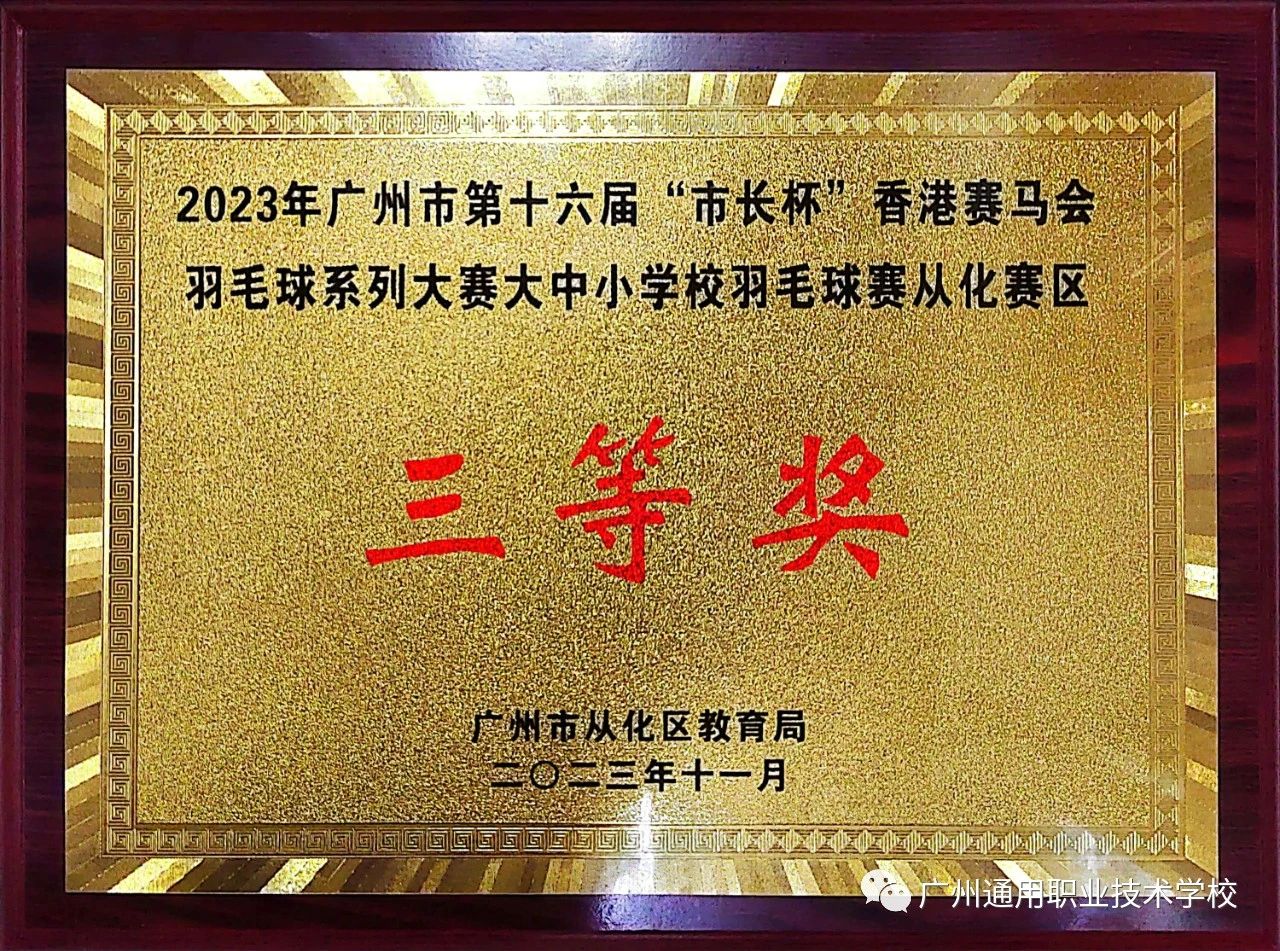 2023年广州市第十六届“市长杯”香港赛马会
羽毛球系列大赛大中小学校羽毛球赛从化赛区
三等奖
广州市从化区教育局
二〇二三年十一月
广州通用职业技术学校